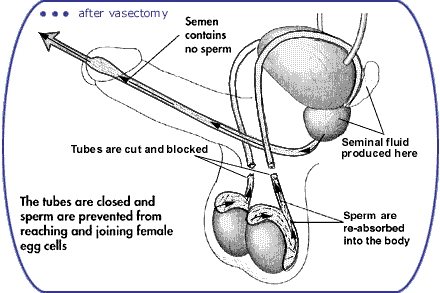 after vasectomy
Semen
contains
no sperm
Seminal fluid
produced here
Tubes are cut and blocked
The tubes are closed and
sperm are prevented from
reaching and joining female
egg cells
Sperm are
re-absorbed
into the body